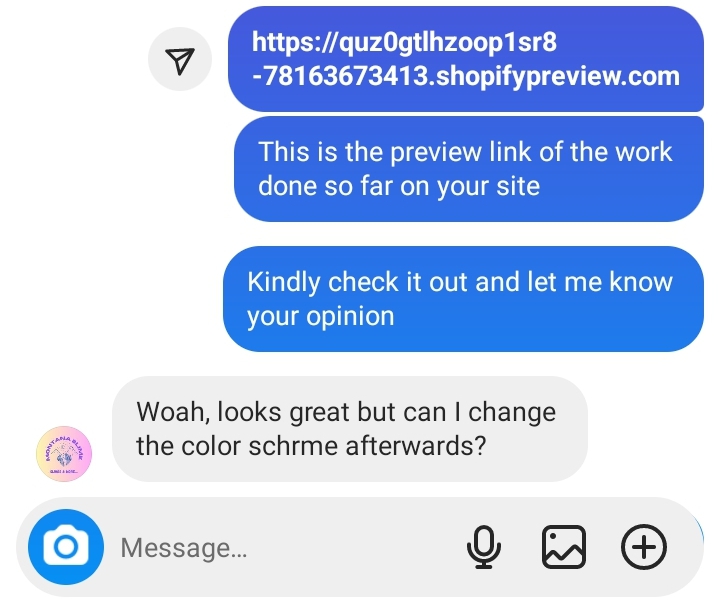 https://quz0gtlhzoop1sr8
-78163673413.shopifypreview.com
This is the preview link of the work
done so far on your site
Kindly check it out and let me know
your opinion
Woah, looks great but can I change
the color schrme afterwards?
MONTANA SLIME
Message...